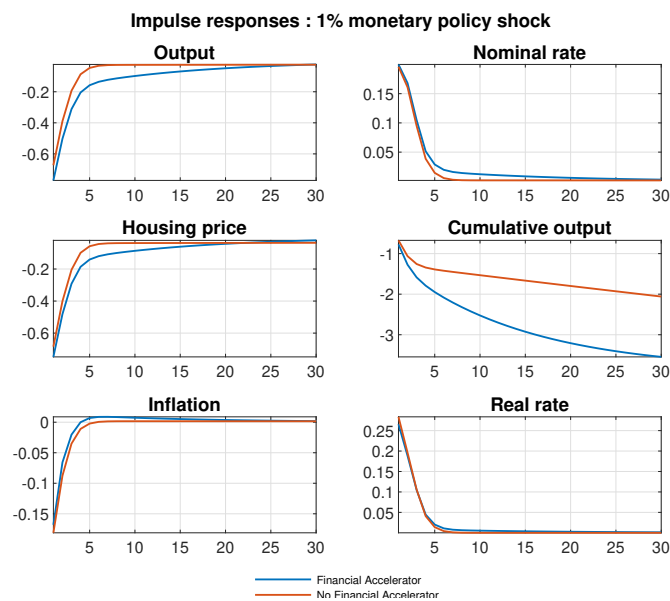 Impulse responses : 1% monetary policy shock
Output
-0.2
-0.4
-0.6
5 10 15 20 25 30
Nominal rate
0.15
0.1
0.05
5 10 15 20 25 30
Housing price
-0.2
-0.4
-0.6
5 10 15 20 25 30
Cumulative output
-1
-2
-3
5 10 15 20 25 30
Inflation
0
-0.05
-0.1
-0.15
5 10 15 20 25 30
Real rate
0.25
0.2
0.15
0.1
0.05
5 10 15 20 25 30
Financial Accelerator
No Financial Accelerator